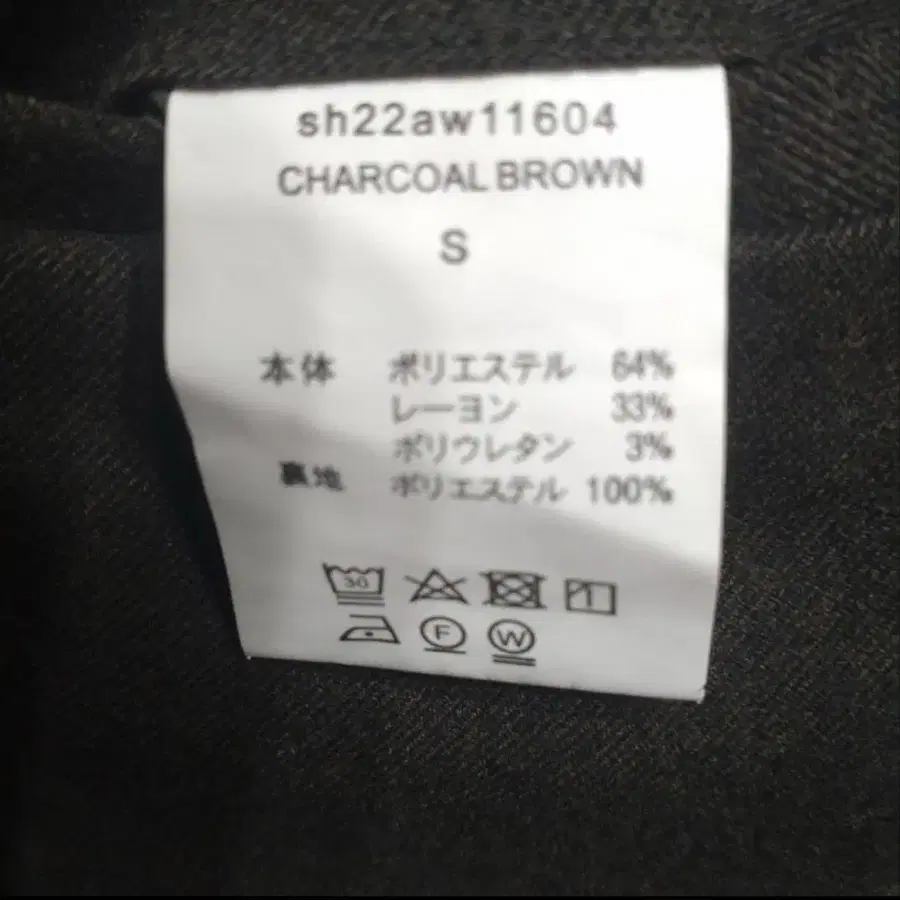 sh22aw11604
CHARCOAL BROWN
S
本体 ポリエステル 64%
レーヨン 33%
ポリウレタン 3%
裏地 ポリエステル 100%
30
F W